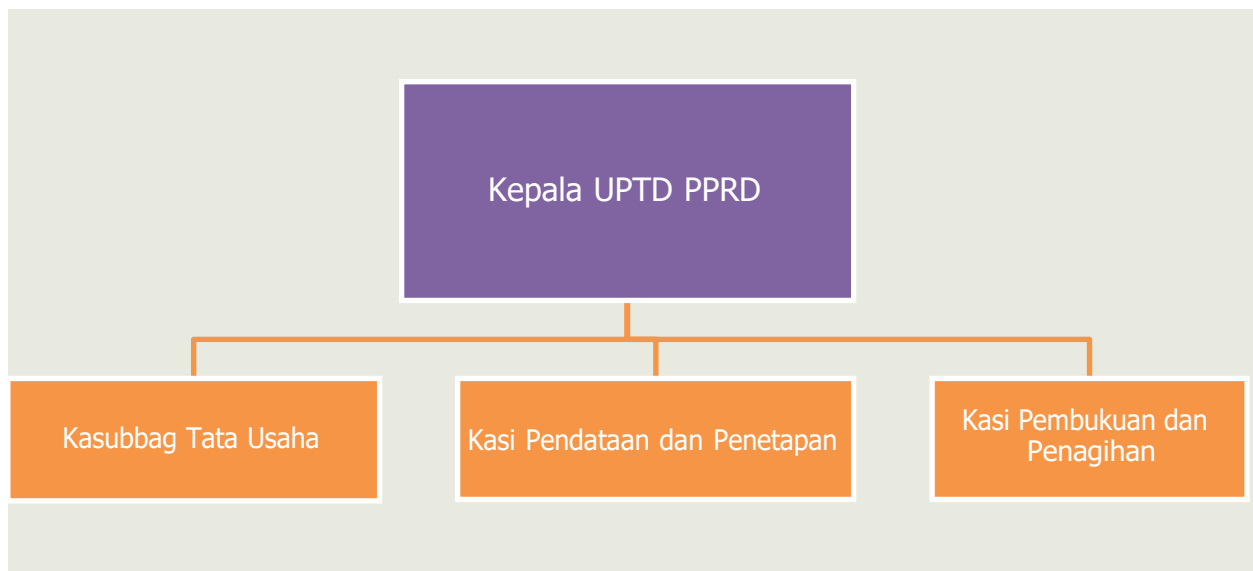 Kepala UPTD PPRD
Kasubbag Tata Usaha
Kasi Pendataan dan Penetapan
Kasi Pembukuan dan
Penagihan